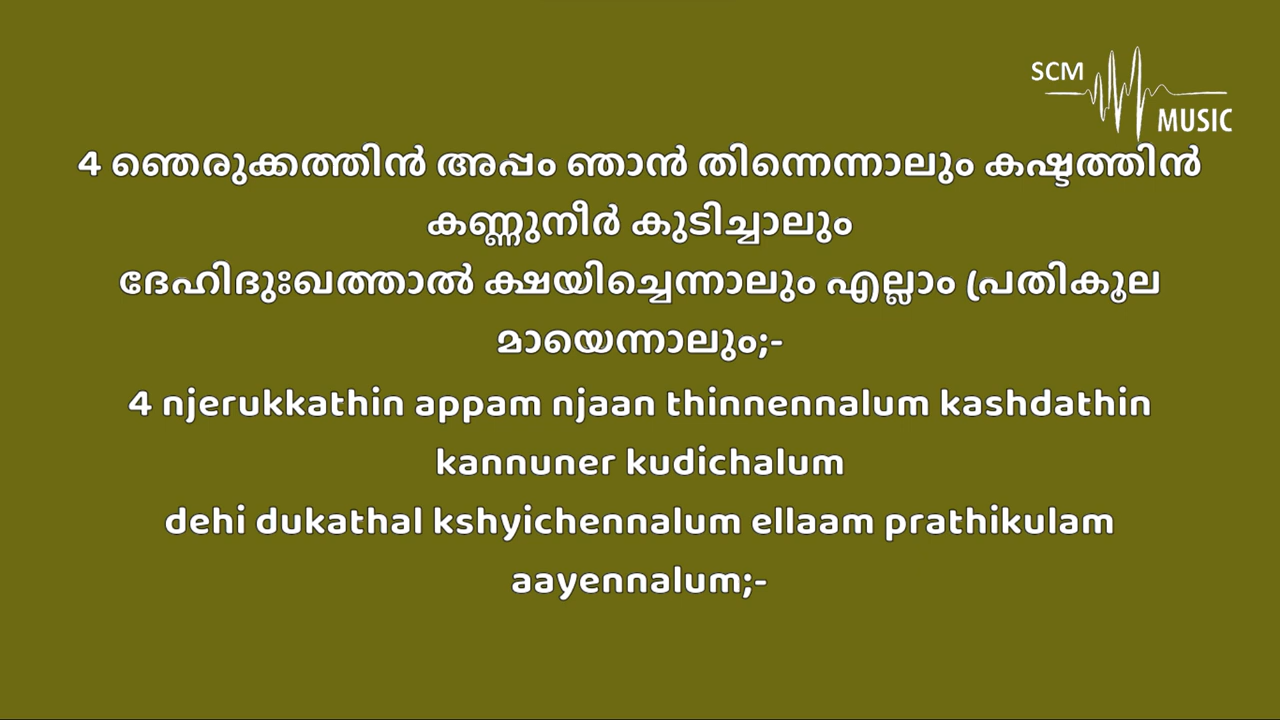 SCM
MUSIC
4 ഞെരുക്കത്തിൻ അപ്പം ഞാൻ തിന്നെന്നാലും കഷ്ടത്തിൻ
കണ്ണുനീർ കുടിച്ചാലും
ദേഹിദുഃഖത്താൽ ക്ഷയിച്ചെന്നാലും എല്ലാം പ്രതികൂല
മായെന്നാലും;-
4 njerukkathin appam njaan thinnennalum kashdathin
kannuner kudichalum
dehi dukathal kshyichennalum ellaam prathikulam
aayennalum;-